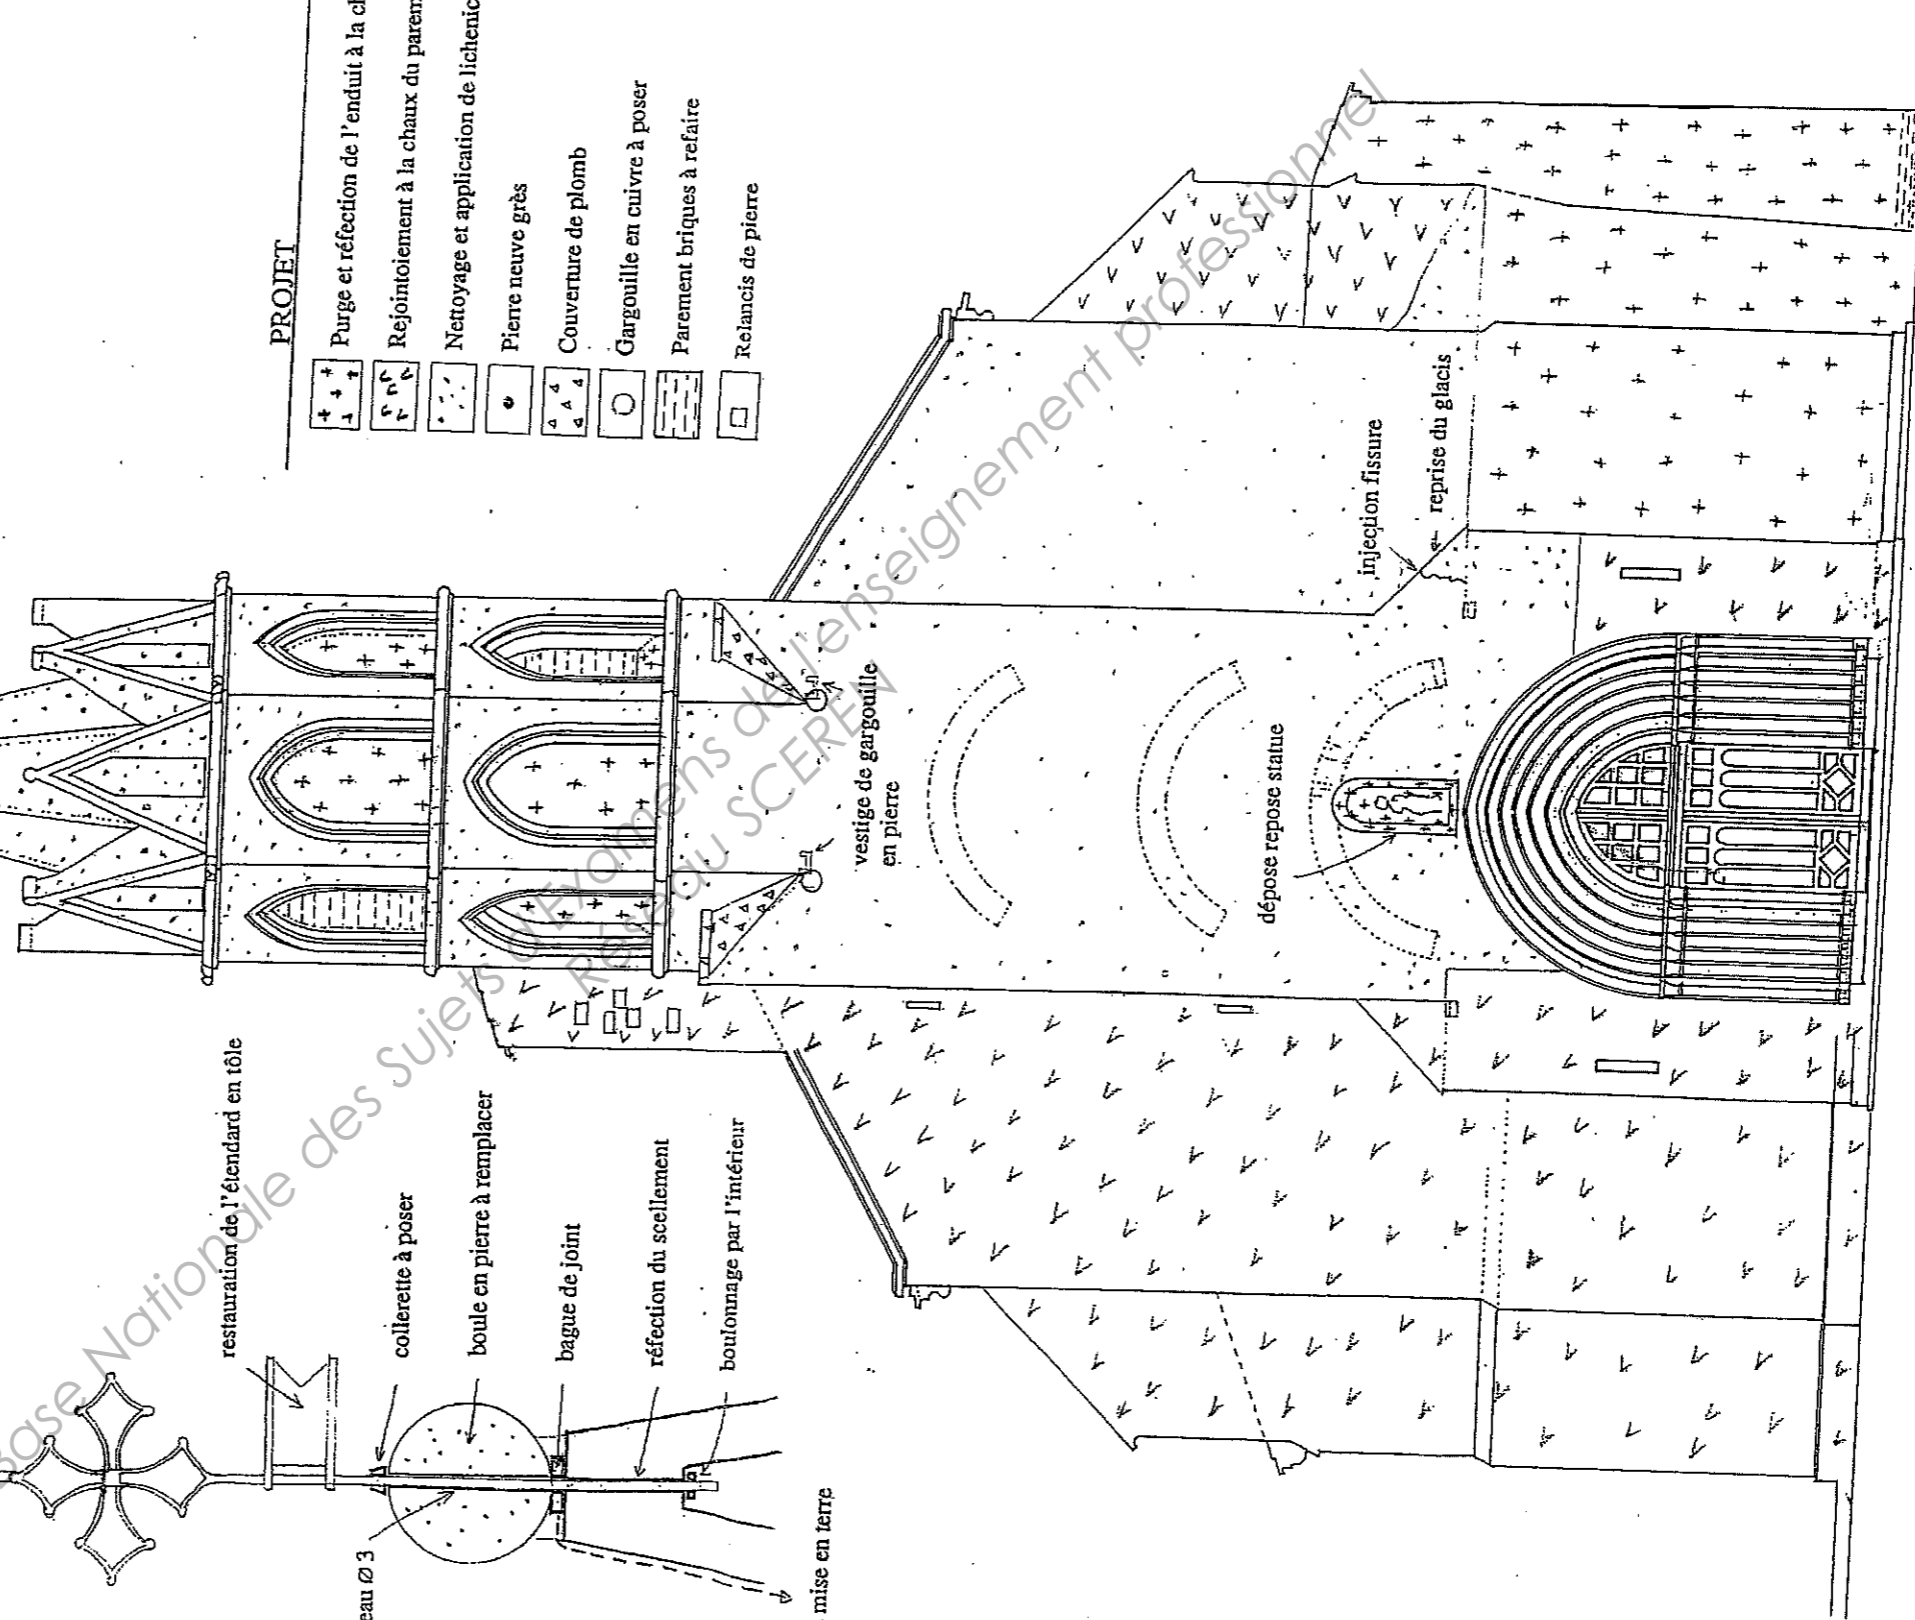 PROJET
Purge et réfection de l'enduit à la
Rejointoiement à la chaux du
Nettoyage et application de
Pierre neuve grès
Couverture de plomb
Gargouille en cuivre à poser
Parement briques à refaire
Relancis de pierre
restauration de l'étendard en tôle
collerette à poser
boule en pierre à remplacer
bague de joint
réfection du scellement
boulonnage par l'intérieur
Ø 3
mise en terre
vestige de gargouille
en pierre
dépose repose statue
injection fissure
reprise du glacis
Base Nationale des Sujets d'Examens de l'enseignement professionnel
Réseau SCEREN